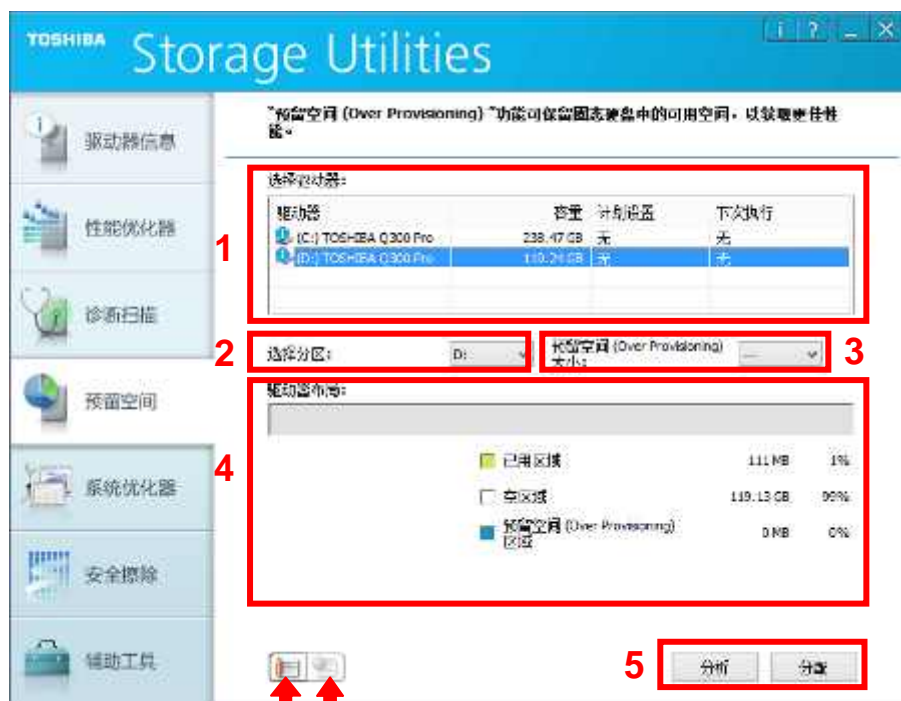 TOSHIBA Storage Utilities
i ? _ X
"预留空间 (Over Provisioning) "功能可保留固态硬盘中的可用空间，以获取更佳性
能。
驱动器信息
性能优化器
诊断扫描
预留空间
系统优化器
安全擦除
辅助工具
1
选择驱动器:
驱动器 容量 计划设置 下次执行
(C:) TOSHIBA Q300 Pro 238.47 GB 无 无
(D:) TOSHIBA Q300 Pro 119.24 GB 无 无
2
选择分区: D:
预留空间 (Over Provisioning)
大小: ---
3
4
驱动器布局:
已用区域 111 MB 1%
空区域 119.13 GB 99%
预留空间 (Over Provisioning)
区域 0 MB 0%
5
分析 分配